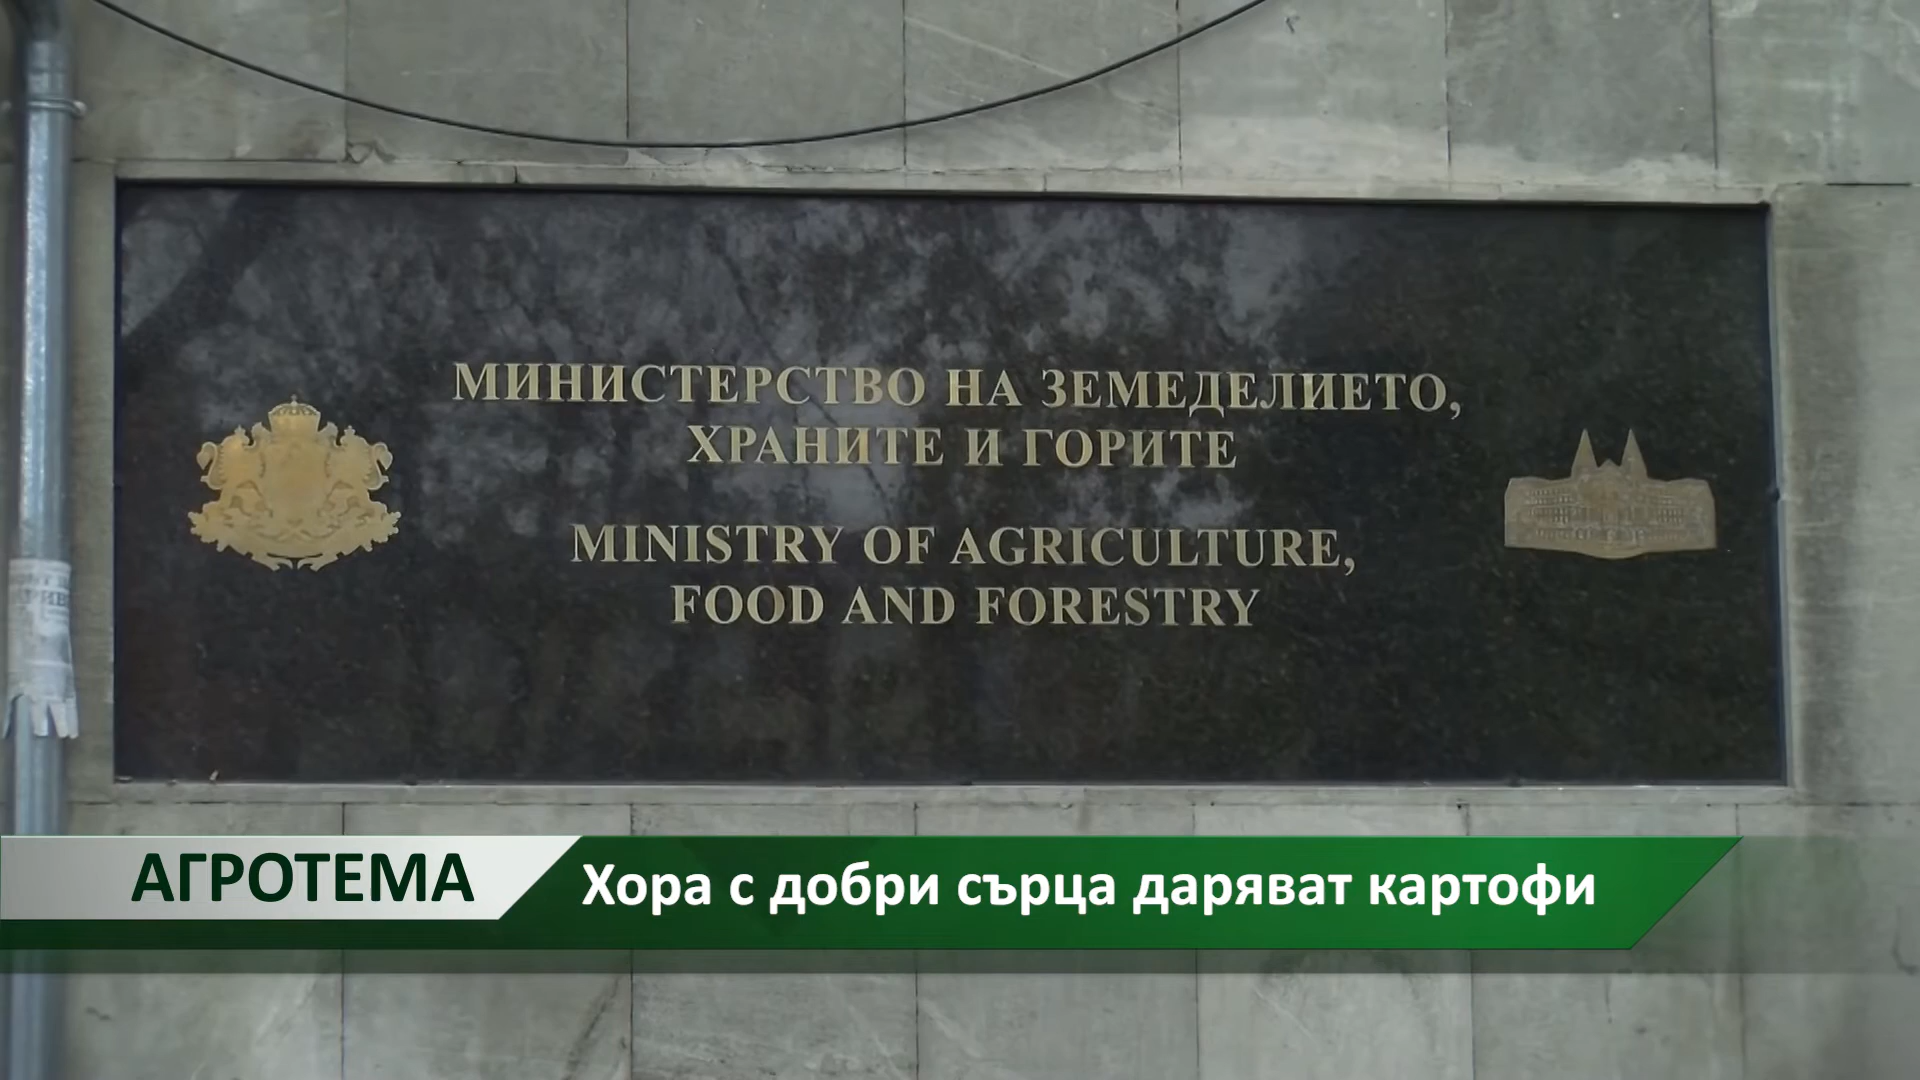 МИНИСТЕРСТВО НА ЗЕМЕДЕЛИЕТО,
ХРАНИТЕ И ГОРИТЕ
MINISTRY OF AGRICULTURE,
FOOD AND FORESTRY
АГРОТЕМА
Хора с добри сърца даряват картофи